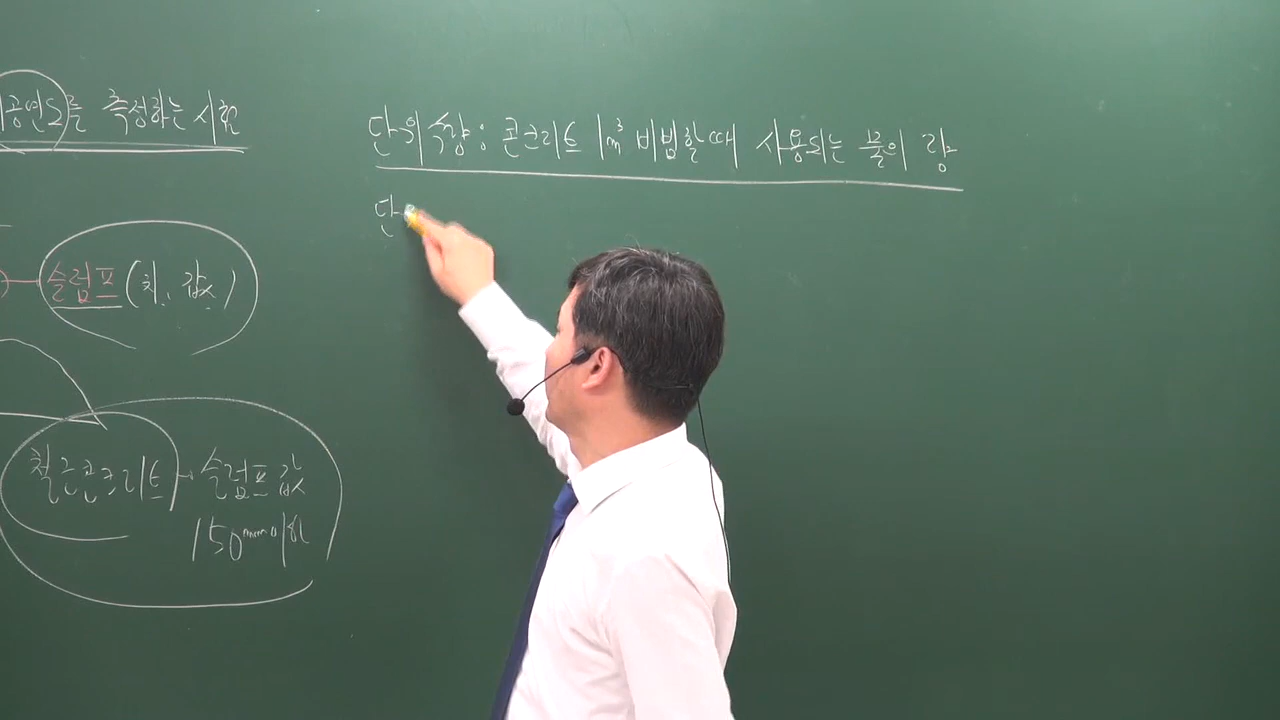 공연도를 측정하는 시험
슬럼프(치, 값)
철근콘크리트 → 슬럼프값
150mm이하
단위수량: 콘크리트 1m³ 비빔할때 사용되는 물의 량
단